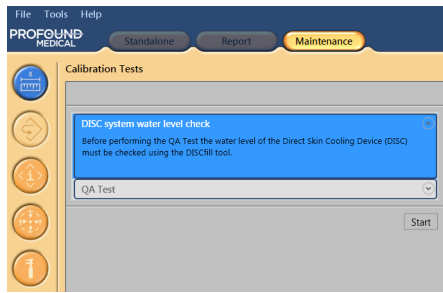 File Tools Help
PROFOUND
MEDICAL
Standalone Report Maintenance
Calibration Tests
X
DISC system water level check
Before performing the QA Test the water level of the Direct Skin Cooling Device (DISC)
must be checked using the DISCfill tool.
QA Test
Start